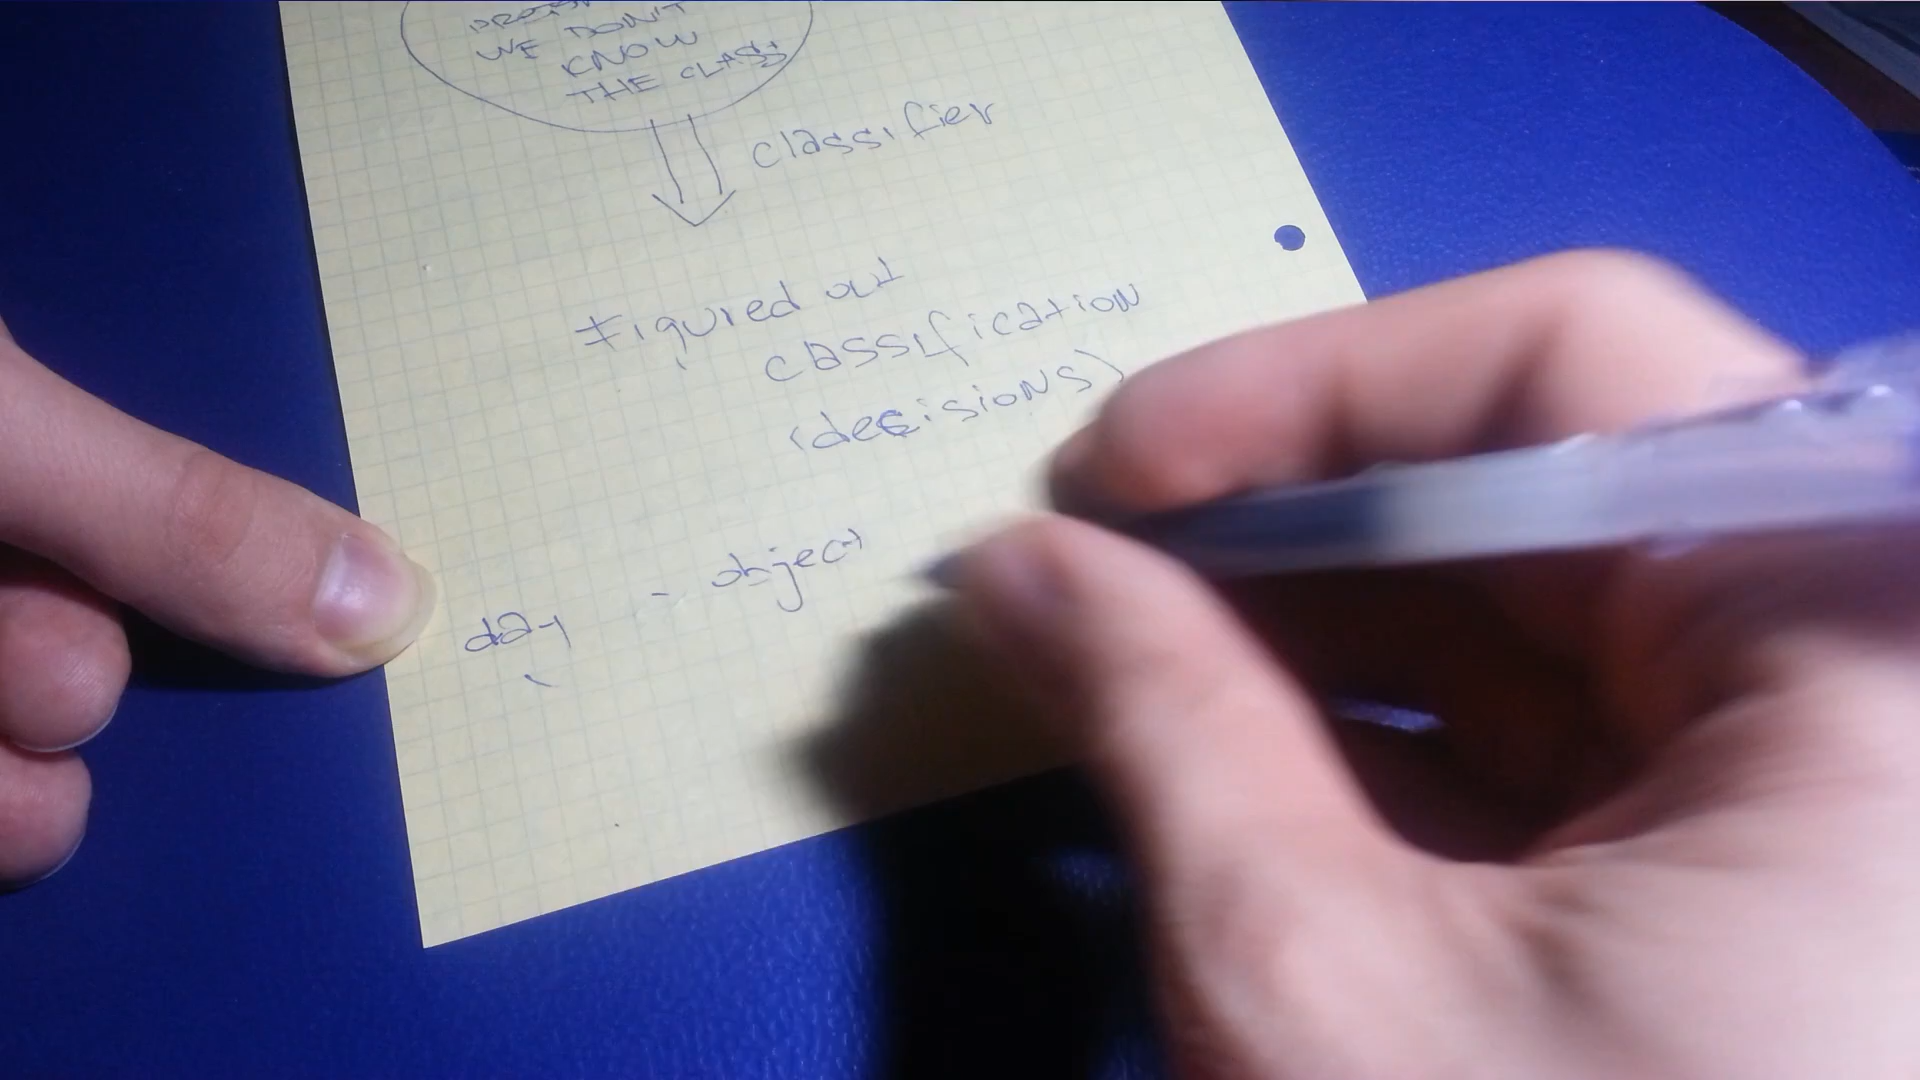 WE DON'T
KNOW
THE CLASS
classifier
Figured out
classification
(decisions)
day - object